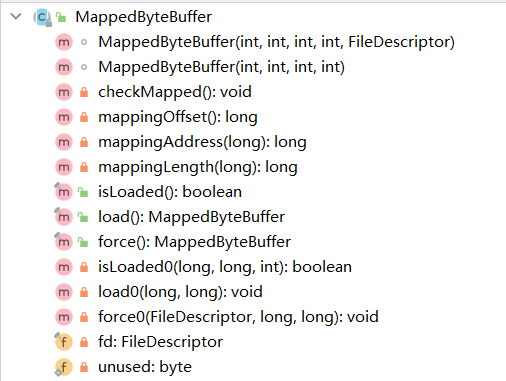 MappedByteBuffer
MappedByteBuffer(int, int, int, int, FileDescriptor)
MappedByteBuffer(int, int, int, int)
checkMapped(): void
mappingOffset(): long
mappingAddress(long): long
mappingLength(long): long
isLoaded(): boolean
load(): MappedByteBuffer
force(): MappedByteBuffer
isLoaded0(long, long, int): boolean
load0(long, long): void
force0(FileDescriptor, long, long): void
fd: FileDescriptor
unused: byte